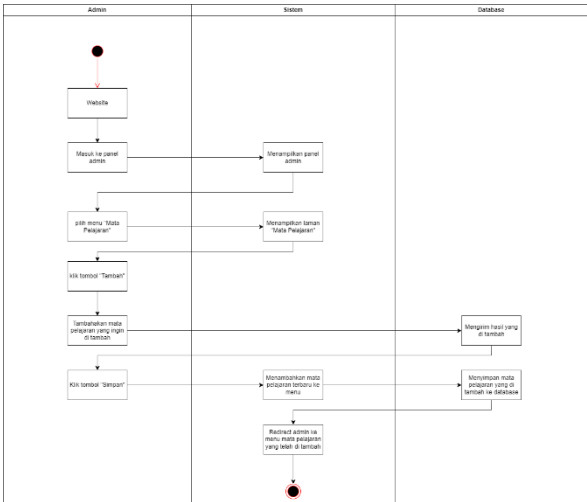 Admin
Sistem
Database
Website
Masuk ke panel
admin
Menampilkan panel
admin
pilih menu "Mata
Pelajaran"
Menampilkan laman
"Mata Pelajaran"
klik tombol "Tambah"
Tambahakan mata
pelajaran yang ingin
di tambah
Mengirim hasil yang
di tambah
Klik tombol "Simpan"
Menambahkan mata
pelajaran terbaru ke
menu
Menyimpan mata
pelajaran yang di
tambah ke database
Redirect admin ke
menu mata pelajaran
yang telah di tambah